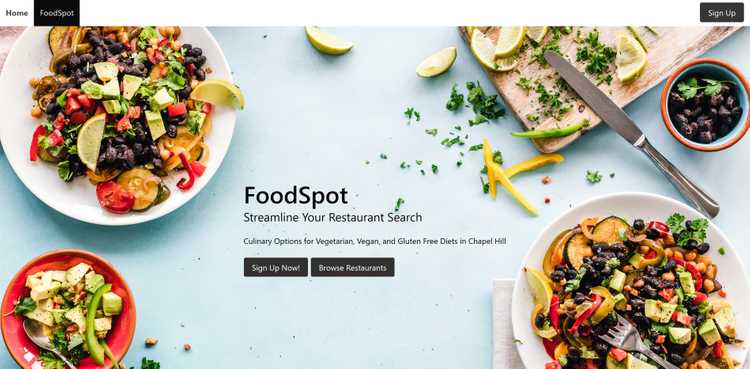 Home
FoodSpot
Sign Up
FoodSpot
Streamline Your Restaurant Search
Culinary Options for Vegetarian, Vegan, and Gluten Free Diets in Chapel Hill
Sign Up Now!
Browse Restaurants